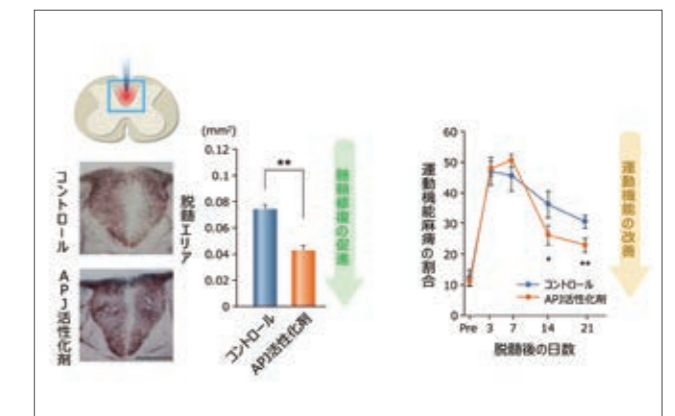 コントロール
APJ活性化剤
(mm²)
0.12
0.1
0.08
0.06
0.04
0.02
0
脱髄エリア
**
コントロール
APJ活性化剤
髄鞘修復の促進
運動機能麻痺の割合
60
50
40
30
20
10
0
*
**
コントロール
APJ活性化剤
Pre 3 7 14 21
脱髄後の日数
運動機能の改善